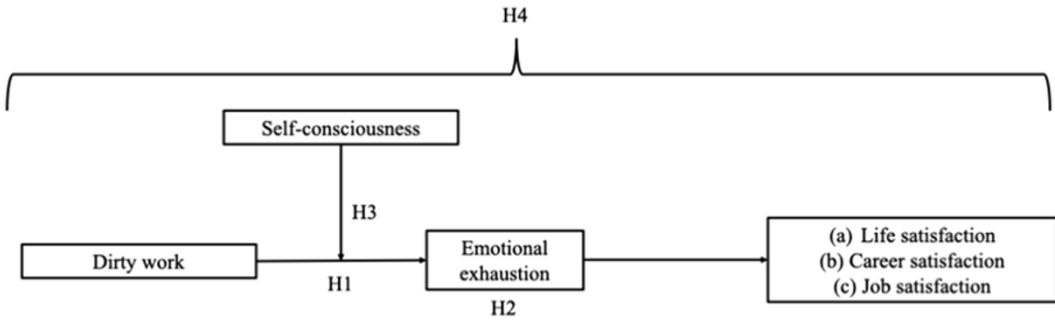 H4
Self-consciousness
H3
Dirty work
H1
Emotional
exhaustion
H2
(a) Life satisfaction
(b) Career satisfaction
(c) Job satisfaction